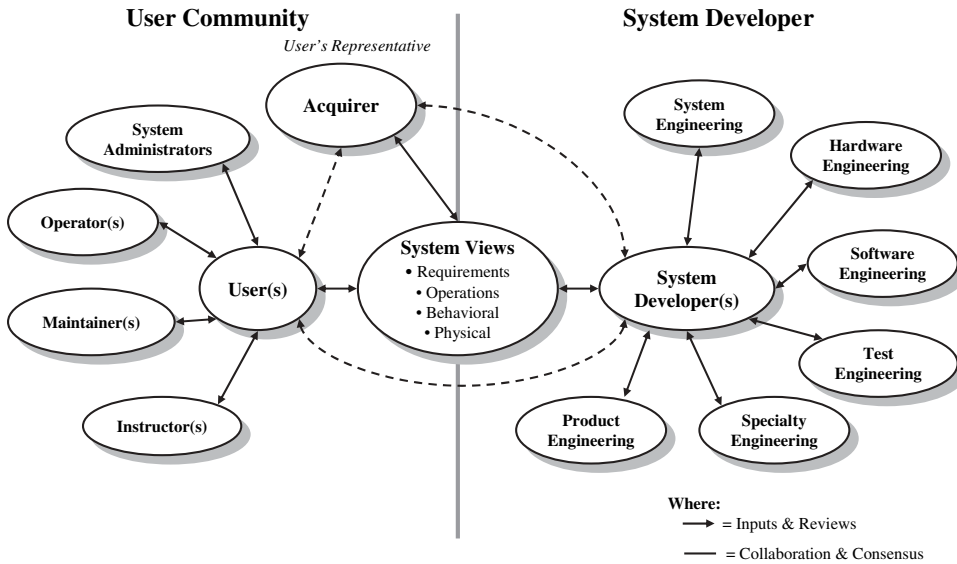 User Community
System Developer
User's Representative
Acquirer
System
Administrators
Operator(s)
Maintainer(s)
Instructor(s)
User(s)
System Views
• Requirements
• Operations
• Behavioral
• Physical
System
Engineering
Hardware
Engineering
Software
Engineering
System
Developer(s)
Test
Engineering
Product
Engineering
Specialty
Engineering
Where:
= Inputs & Reviews
= Collaboration & Consensus